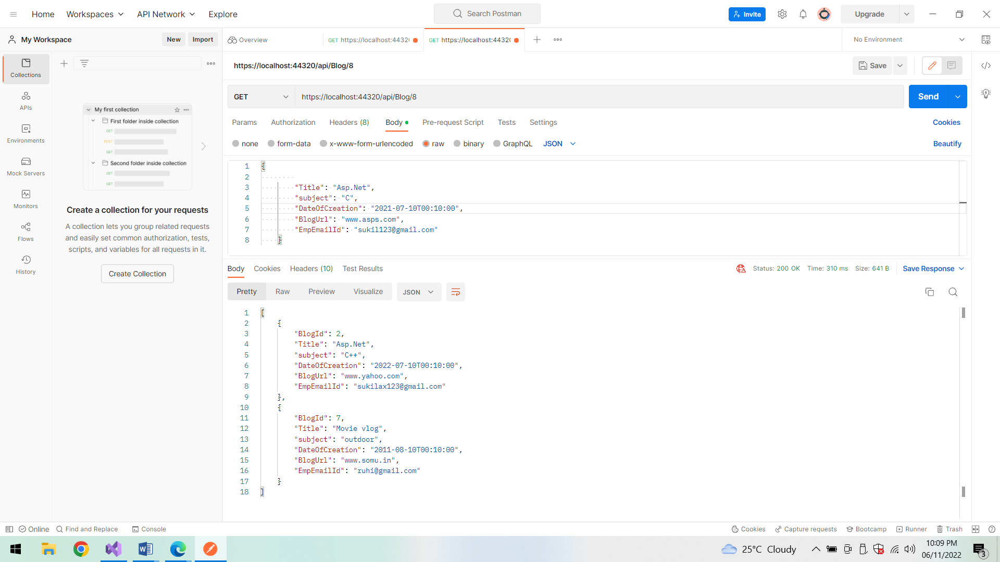 Home Workspaces API Network Explore Search Postman Invite Upgrade
My Workspace New Import Overview GET https://localhost:4432 GET https://localhost:4432 No Environment
Collections
APIs
Environments
Mock Servers
Monitors
Flows
History
My first collection
First folder inside collection
GET
POST
GET
Second folder inside collection
GET
GET
Create a collection for your requests
A collection lets you group related requests
and easily set common authorization, tests,
scripts, and variables for all requests in it.
Create Collection
https://localhost:44320/api/Blog/8 Save
GET https://localhost:44320/api/Blog/8 Send
Params Authorization Headers (8) Body Pre-request Script Tests Settings Cookies
none form-data x-www-form-urlencoded raw binary GraphQL JSON Beautify
1 {
2
3 "Title": "Asp.Net",
4 "subject": "C",
5 "DateOfCreation": "2021-07-10T00:10:00",
6 "BlogUrl": "www.asps.com",
7 "EmpEmailId": "sukil123@gmail.com"
8 }
Body Cookies Headers (10) Test Results Status: 200 OK Time: 310 ms Size: 641 B Save Response
Pretty Raw Preview Visualize JSON
1 [
2 {
3 "BlogId": 2,
4 "Title": "Asp.Net",
5 "subject": "C++",
6 "DateOfCreation": "2022-07-10T00:10:00",
7 "BlogUrl": "www.yahoo.com",
8 "EmpEmailId": "sukilax123@gmail.com"
9 },
10 {
11 "BlogId": 7,
12 "Title": "Movie vlog",
13 "subject": "outdoor",
14 "DateOfCreation": "2011-08-10T00:10:00",
15 "BlogUrl": "www.somu.in",
16 "EmpEmailId": "ruhi@gmail.com"
17 }
18 ]
Online Find and Replace Console Cookies Capture requests Bootcamp Runner Trash
25°C Cloudy 10:09 PM
06/11/2022 3